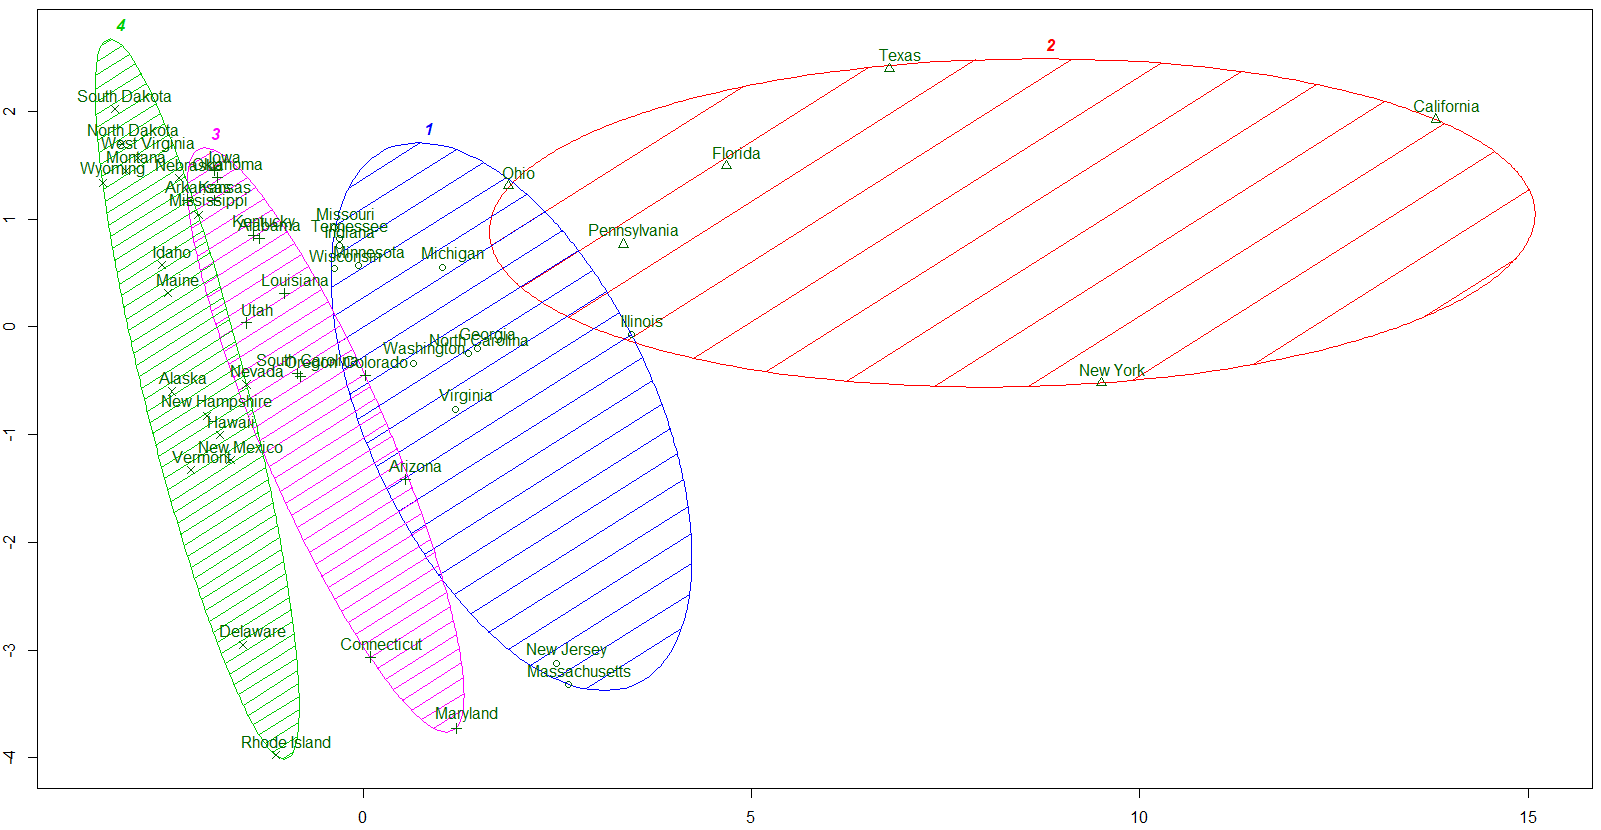 4
2
Texas
South Dakota
California
2
North Dakota
3
1
West Virginia
Florida
Montana
Iowa
Wyoming
Nebraska
Oklahoma
Ohio
Arkansas
Kansas
Mississippi
1
Missouri
Kentucky
Alabama
Tennessee
Indiana
Pennsylvania
Idaho
Wisconsin
Minnesota
Michigan
Maine
Louisiana
Utah
Illinois
0
Georgia
North Carolina
Washington
South Carolina
Oregon
Colorado
Nevada
New York
Alaska
Virginia
New Hampshire
Hawaii
-1
New Mexico
Vermont
Arizona
-2
Delaware
Connecticut
New Jersey
-3
Massachusetts
Maryland
Rhode Island
-4
0
5
10
15